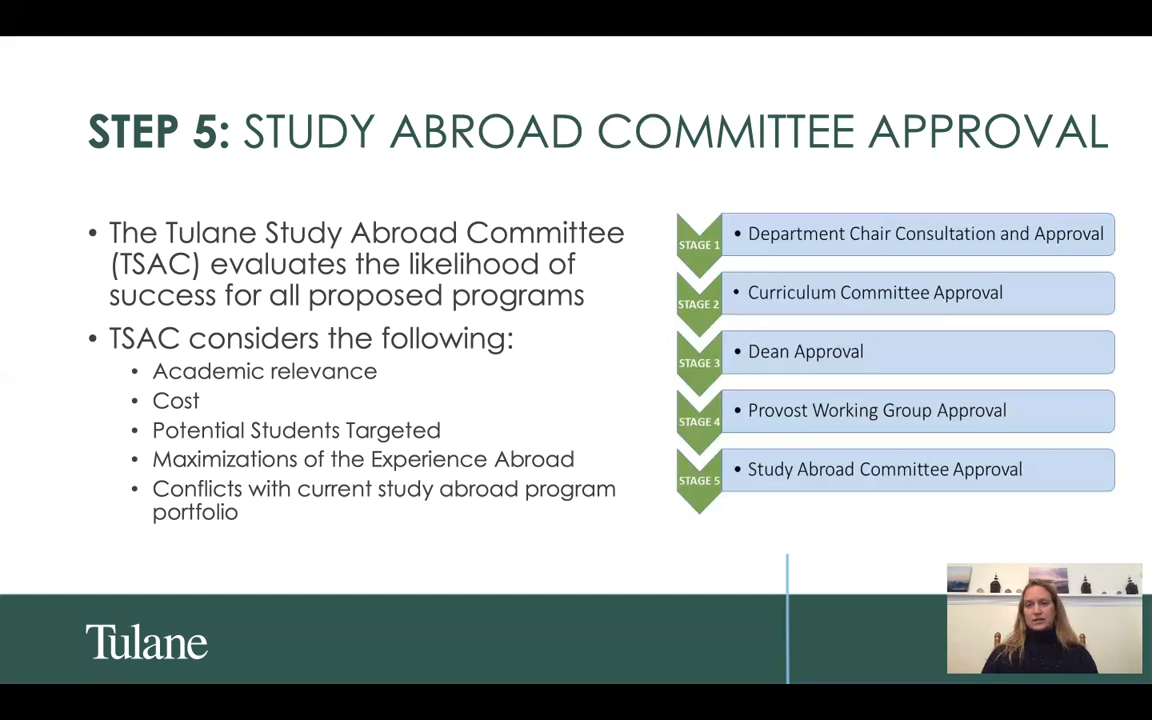 STEP 5: STUDY ABROAD COMMITTEE APPROVAL
• The Tulane Study Abroad Committee
(TSAC) evaluates the likelihood of
success for all proposed programs
• TSAC considers the following:
• Academic relevance
• Cost
• Potential Students Targeted
• Maximizations of the Experience Abroad
• Conflicts with current study abroad program
portfolio
STAGE 1
• Department Chair Consultation and Approval
STAGE 2
• Curriculum Committee Approval
STAGE 3
• Dean Approval
STAGE 4
• Provost Working Group Approval
STAGE 5
• Study Abroad Committee Approval
Tulane